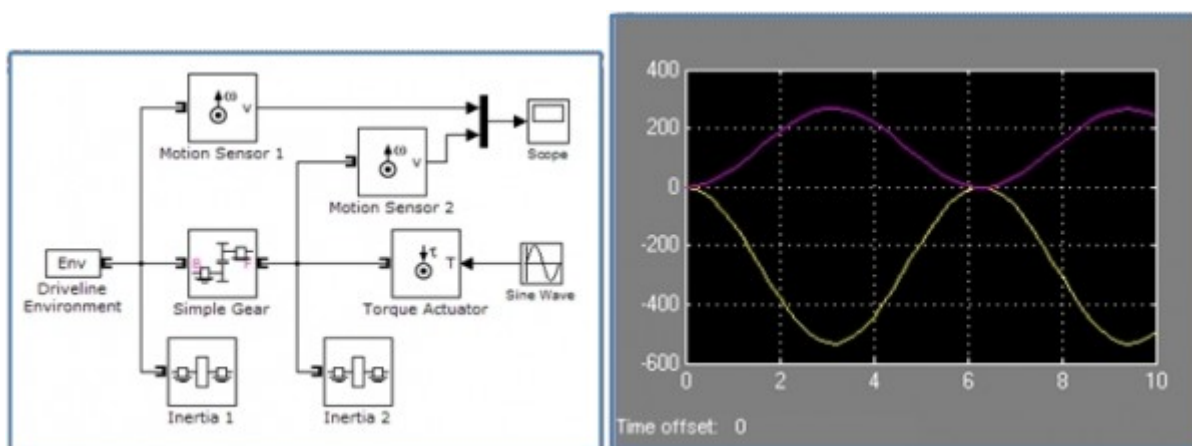 ω
v
Motion Sensor 1
ω
v
Motion Sensor 2
Scope
Env
Driveline
Environment
B
F
Simple Gear
τ
T
Torque Actuator
Sine Wave
Inertia 1
Inertia 2
400
200
0
-200
-400
-600
0
2
4
6
8
10
Time offset: 0